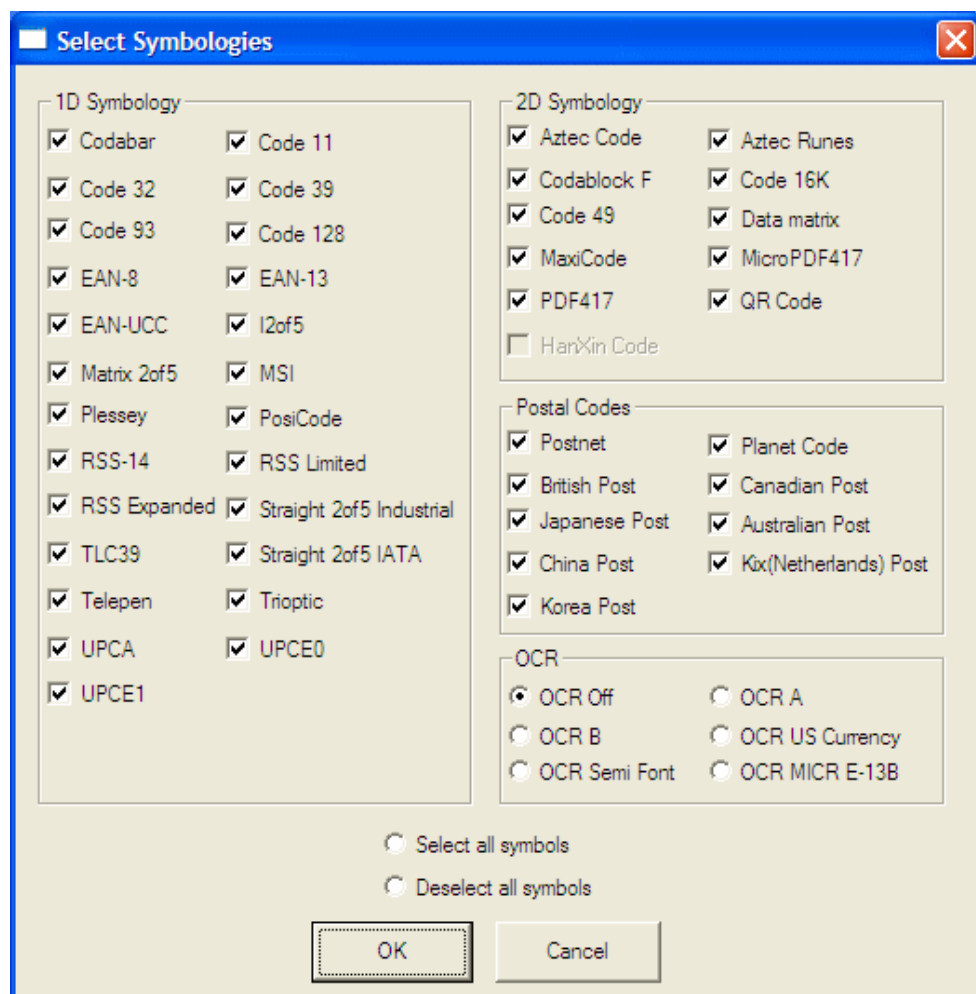 Select Symbologies
1D Symbology
Codabar
Code 11
Code 32
Code 39
Code 93
Code 128
EAN-8
EAN-13
EAN-UCC
I2of5
Matrix 2of5
MSI
Plessey
PosiCode
RSS-14
RSS Limited
RSS Expanded
Straight 2of5 Industrial
TLC39
Straight 2of5 IATA
Telepen
Trioptic
UPCA
UPCE0
UPCE1
2D Symbology
Aztec Code
Aztec Runes
Codablock F
Code 16K
Code 49
Data matrix
MaxiCode
MicroPDF417
PDF417
QR Code
HanXin Code
Postal Codes
Postnet
Planet Code
British Post
Canadian Post
Japanese Post
Australian Post
China Post
Kix(Netherlands) Post
Korea Post
OCR
OCR Off
OCR A
OCR B
OCR US Currency
OCR Semi Font
OCR MICR E-13B
Select all symbols
Deselect all symbols
OK
Cancel